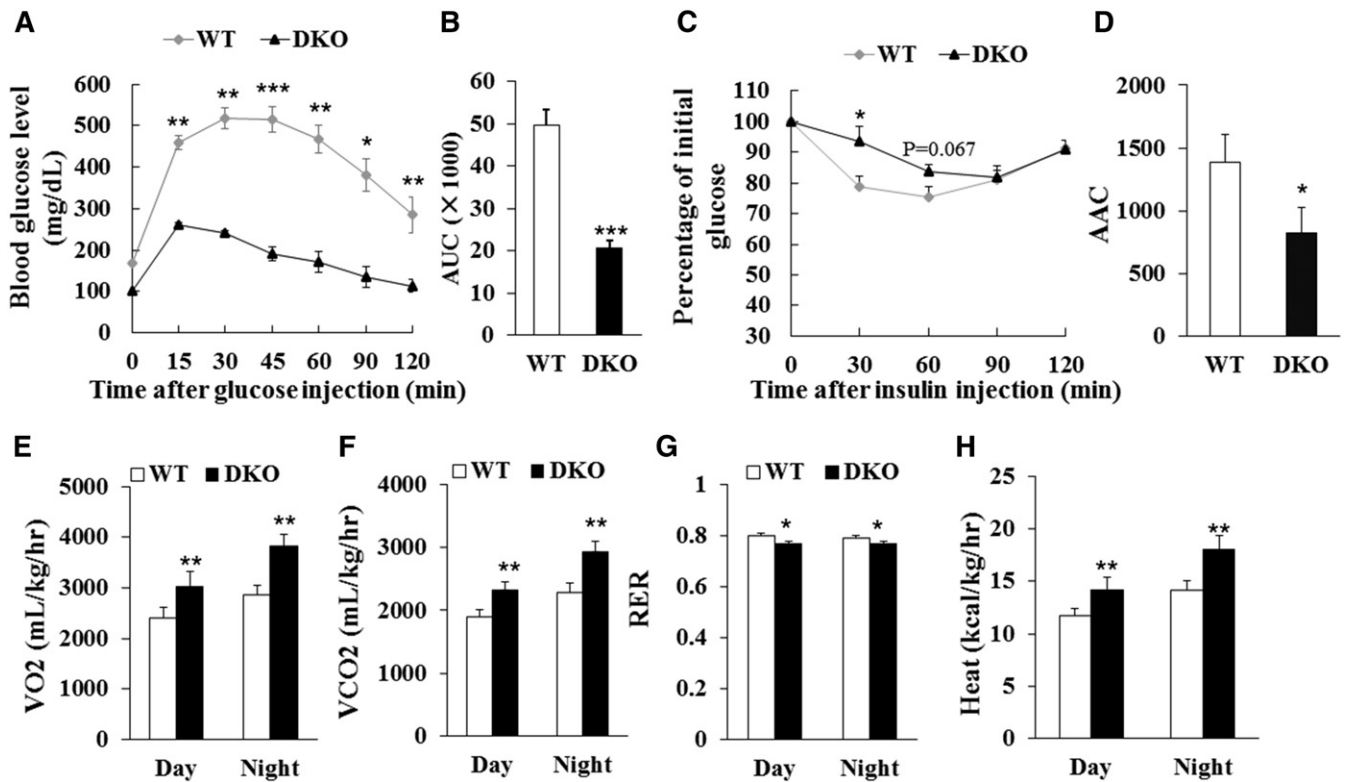 A
WT DKO
Blood glucose level
(mg/dL)
600
500
400
300
200
100
0
** ** *** ** * **
0 15 30 45 60 90 120
Time after glucose injection (min)
B
AUC (×1000)
60
50
40
30
20
10
0
***
WT DKO
C
WT DKO
Percentage of initial
glucose
110
100
90
80
70
60
50
40
30
*
P=0.067
0 30 60 90 120
Time after insulin injection (min)
D
AAC
2000
1500
1000
500
0
*
WT DKO
E
WT DKO
VO2 (mL/kg/hr)
5000
4000
3000
2000
1000
0
** **
Day Night
F
WT DKO
VCO2 (mL/kg/hr)
4000
3000
2000
1000
0
** **
Day Night
G
WT DKO
RER
1
0.8
0.6
0.4
0.2
0
* *
Day Night
H
WT DKO
Heat (kcal/kg/hr)
25
20
15
10
5
0
** **
Day Night